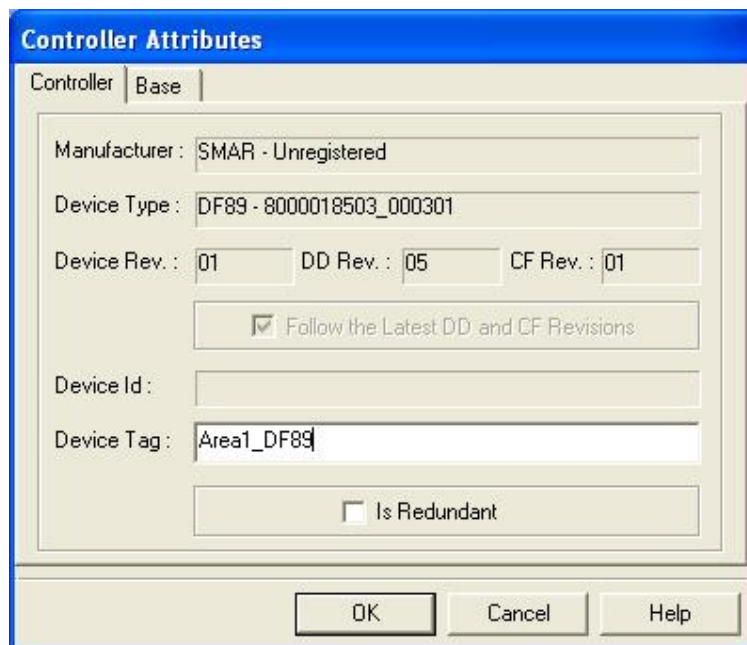 Controller Attributes
Controller Base
Manufacturer : SMAR - Unregistered
Device Type : DF89 - 8000018503_000301
Device Rev. : 01 DD Rev. : 05 CF Rev. : 01
Follow the Latest DD and CF Revisions
Device Id :
Device Tag : Area1_DF89
Is Redundant
OK Cancel Help